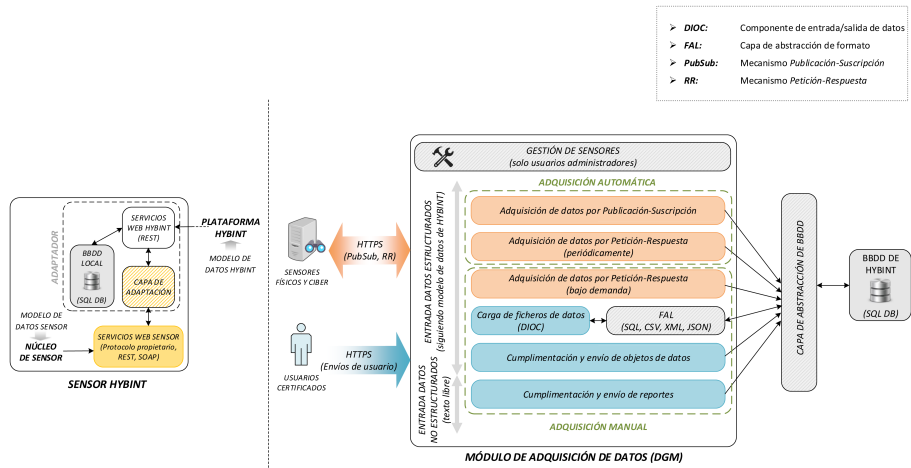 DIOC: Componente de entrada/salida de datos
FAL: Capa de abstracción de formato
PubSub: Mecanismo Publicación-Suscripción
RR: Mecanismo Petición-Respuesta
ADAPTADOR
SERVICIOS
WEB HYBINT
(REST)
BBDD
LOCAL
(SQL DB)
CAPA DE
ADAPTACIÓN
PLATAFORMA
HYBINT
MODELO DE
DATOS HYBINT
MODELO DE
DATOS SENSOR
NÚCLEO
DE SENSOR
SERVICIOS WEB SENSOR
(Protocolo propietario,
REST, SOAP)
SENSOR HYBINT
SENSORES
FÍSICOS Y CIBER
HTTPS
(PubSub, RR)
USUARIOS
CERTIFICADOS
HTTPS
(Envíos de usuario)
GESTIÓN DE SENSORES
(solo usuarios administradores)
ENTRADA DATOS ESTRUCTURADOS
(siguiendo modelo de datos de HYBINT)
ENTRADA DATOS
NO ESTRUCTURADOS
(texto libre)
ADQUISICIÓN AUTOMÁTICA
Adquisición de datos por Publicación-Suscripción
Adquisición de datos por Petición-Respuesta
(periódicamente)
Adquisición de datos por Petición-Respuesta
(bajo demanda)
Carga de ficheros de datos
(DIOC)
FAL
(SQL, CSV, XML, JSON)
Cumplimentación y envío de objetos de datos
Cumplimentación y envío de reportes
ADQUISICIÓN MANUAL
MÓDULO DE ADQUISICIÓN DE DATOS (DGM)
CAPA DE ABSTRACCIÓN DE BBDD
BBDD DE
HYBINT
(SQL DB)